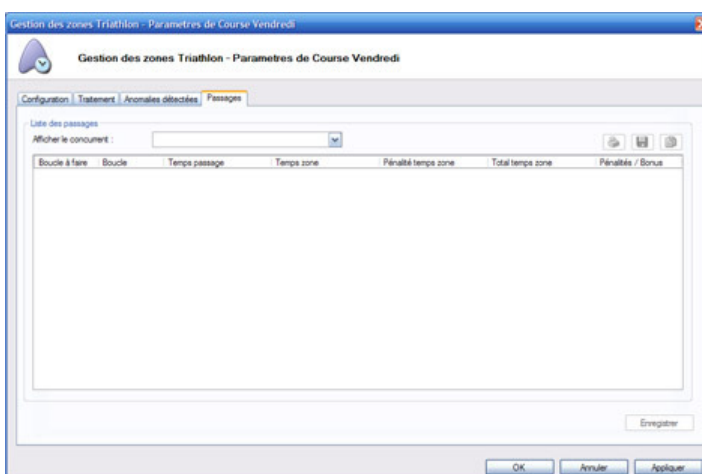 Gestion des zones Triathlon - Parametres de Course Vendredi
Gestion des zones Triathlon - Parametres de Course Vendredi
Configuration Traitement Anomalies détectées Passages
Liste des passages
Afficher le concurrent :
Boucle à faire Boucle Temps passage Temps zone Pénalité temps zone Total temps zone Pénalités / Bonus
Enregistrer
OK Annuler Appliquer